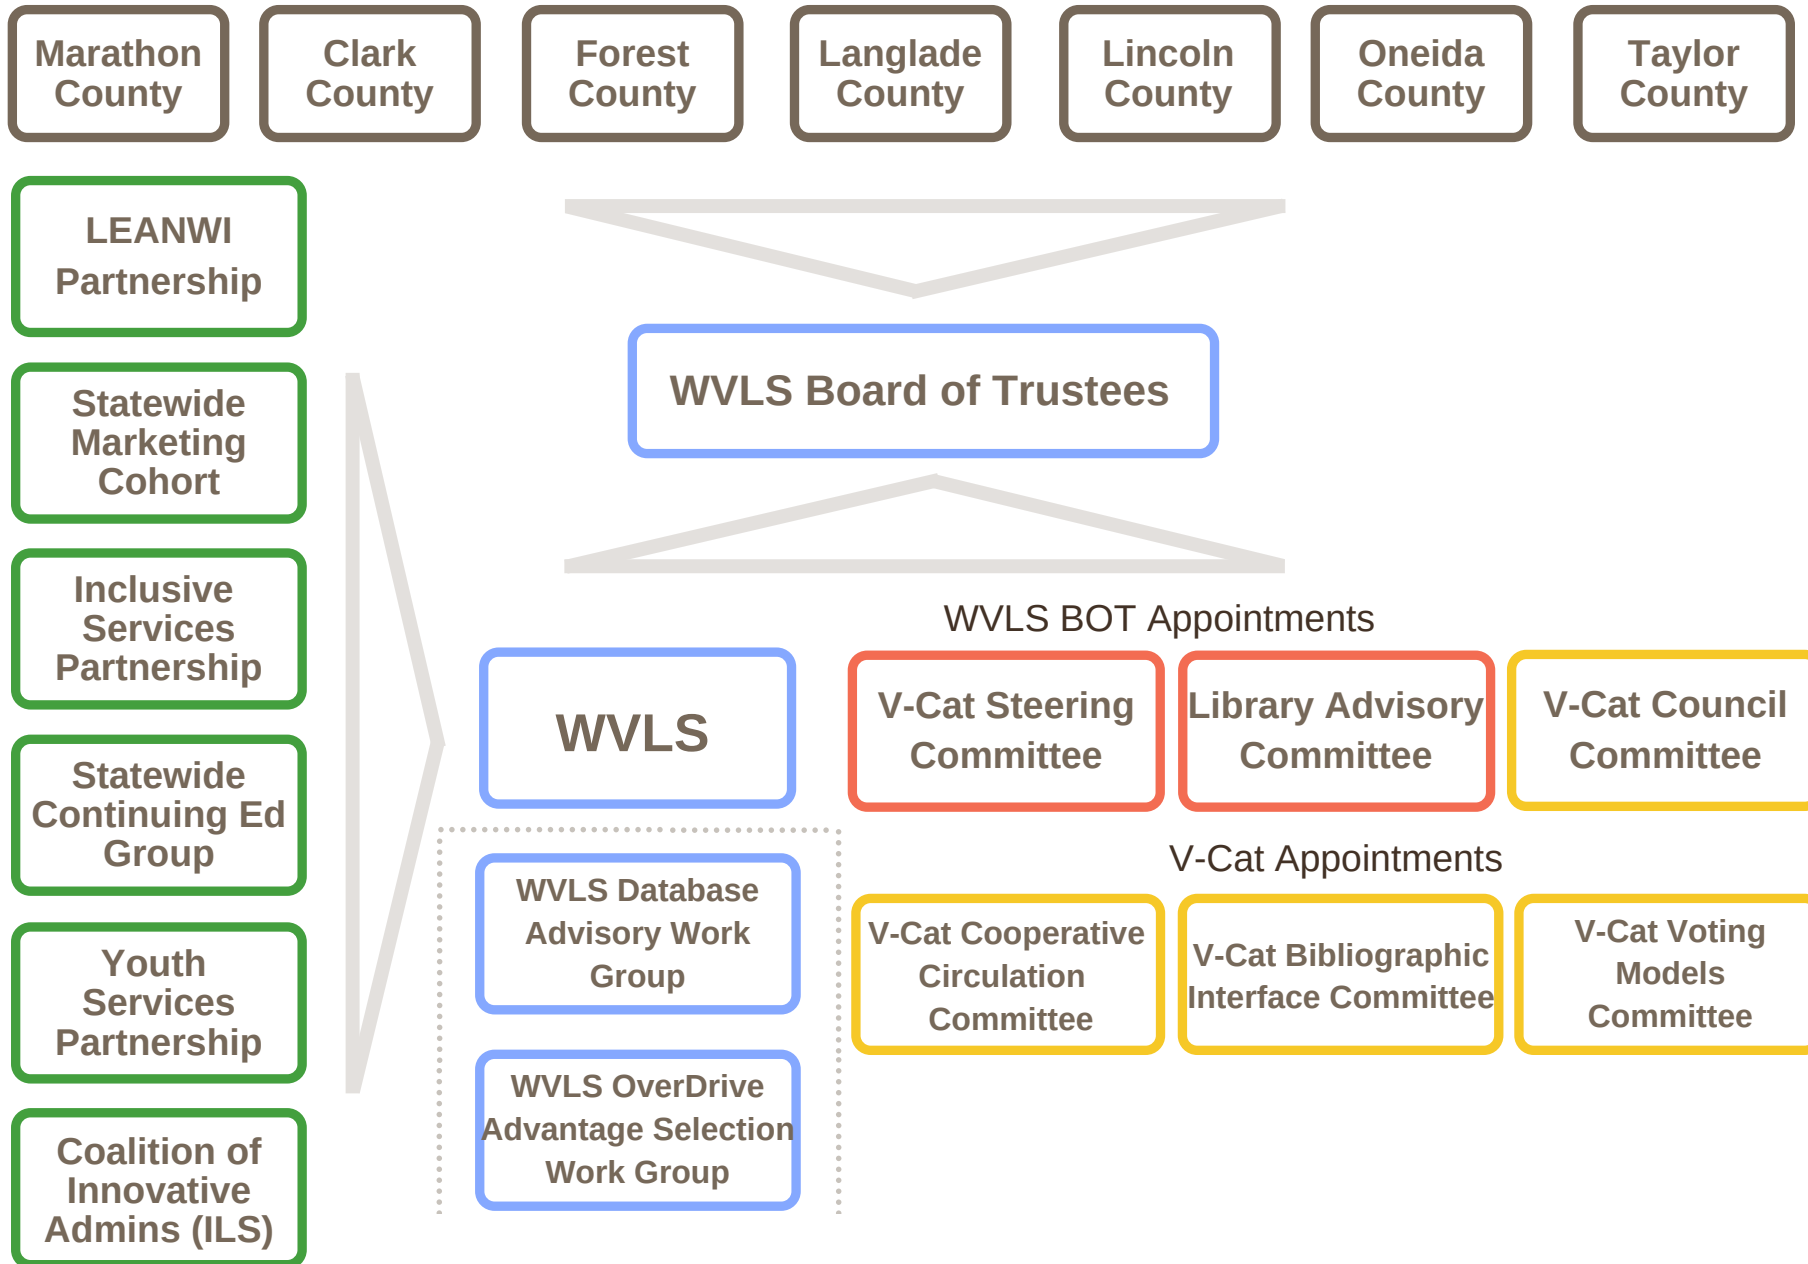 Marathon
County
Clark
County
Forest
County
Langlade
County
Lincoln
County
Oneida
County
Taylor
County
LEANWI
Partnership
Statewide
Marketing
Cohort
Inclusive
Services
Partnership
Statewide
Continuing Ed
Group
Youth
Services
Partnership
Coalition of
Innovative
Admins (ILS)
WVLS Board of Trustees
WVLS BOT Appointments
WVLS
V-Cat Steering
Committee
Library Advisory
Committee
V-Cat Council
Committee
WVLS Database
Advisory Work
Group
WVLS OverDrive
Advantage Selection
Work Group
V-Cat Appointments
V-Cat Cooperative
Circulation
Committee
V-Cat Bibliographic
Interface Committee
V-Cat Voting
Models
Committee